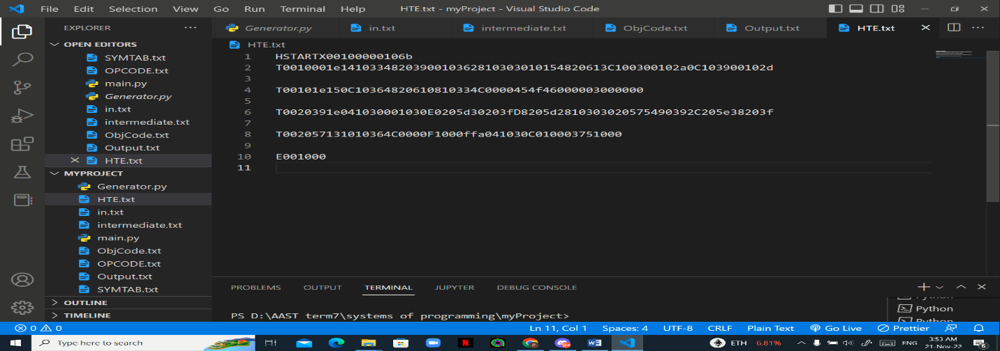 File Edit Selection View Go Run Terminal Help HTE.txt - myProject - Visual Studio Code
EXPLORER
Generator.py in.txt intermediate.txt ObjCode.txt Output.txt HTE.txt
OPEN EDITORS
SYMTAB.txt
OPCODE.txt
main.py
Generator.py
in.txt
intermediate.txt
ObjCode.txt
Output.txt
HTE.txt
MYPROJECT
Generator.py
HTE.txt
in.txt
intermediate.txt
main.py
ObjCode.txt
OPCODE.txt
Output.txt
SYMTAB.txt
OUTLINE
TIMELINE
HTE.txt
1 HSTARTX00100000106b
2 T0010001e1410334820390010362810303010154820613C100300102a0C103900102d
3
4 T00101e150C10364820610810334C0000454f46000003000000
5
6 T0020391e041030001030E0205d30203fD8205d2810303020575490392C205e38203f
7
8 T002057131010364C0000F1000ffa041030C010003751000
9
10 E001000
11
PROBLEMS OUTPUT TERMINAL JUPYTER DEBUG CONSOLE
PS D:\AAST term7\systems of programming\myProject>
Python
Python
Python
0 0 Ln 11, Col 1 Spaces: 4 UTF-8 CRLF Plain Text Go Live Prettier
Type here to search
ETH 6.81% ENG 3:53 AM
21-Nov-22
6